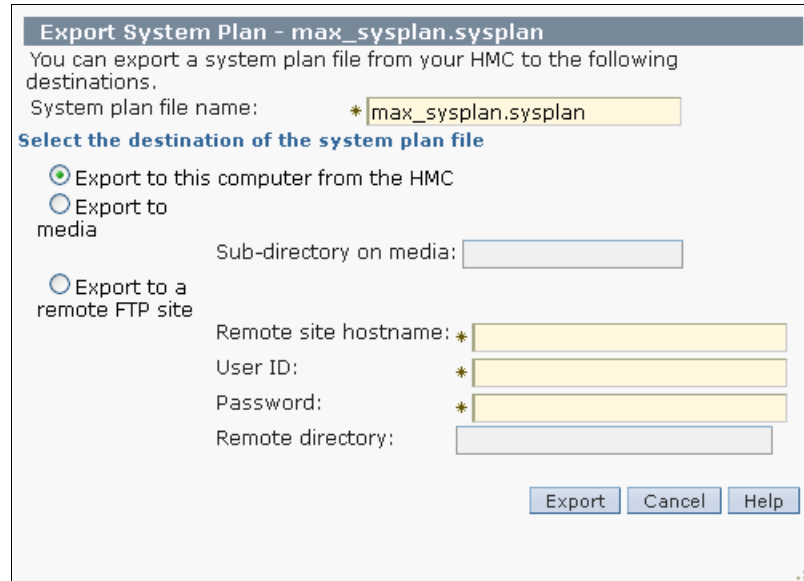 Export System Plan - max_sysplan.sysplan
You can export a system plan file from your HMC to the following
destinations.
System plan file name: * max_sysplan.sysplan
Select the destination of the system plan file
Export to this computer from the HMC
Export to
media
Sub-directory on media:
Export to a
remote FTP site
Remote site hostname: *
User ID: *
Password: *
Remote directory:
Export Cancel Help